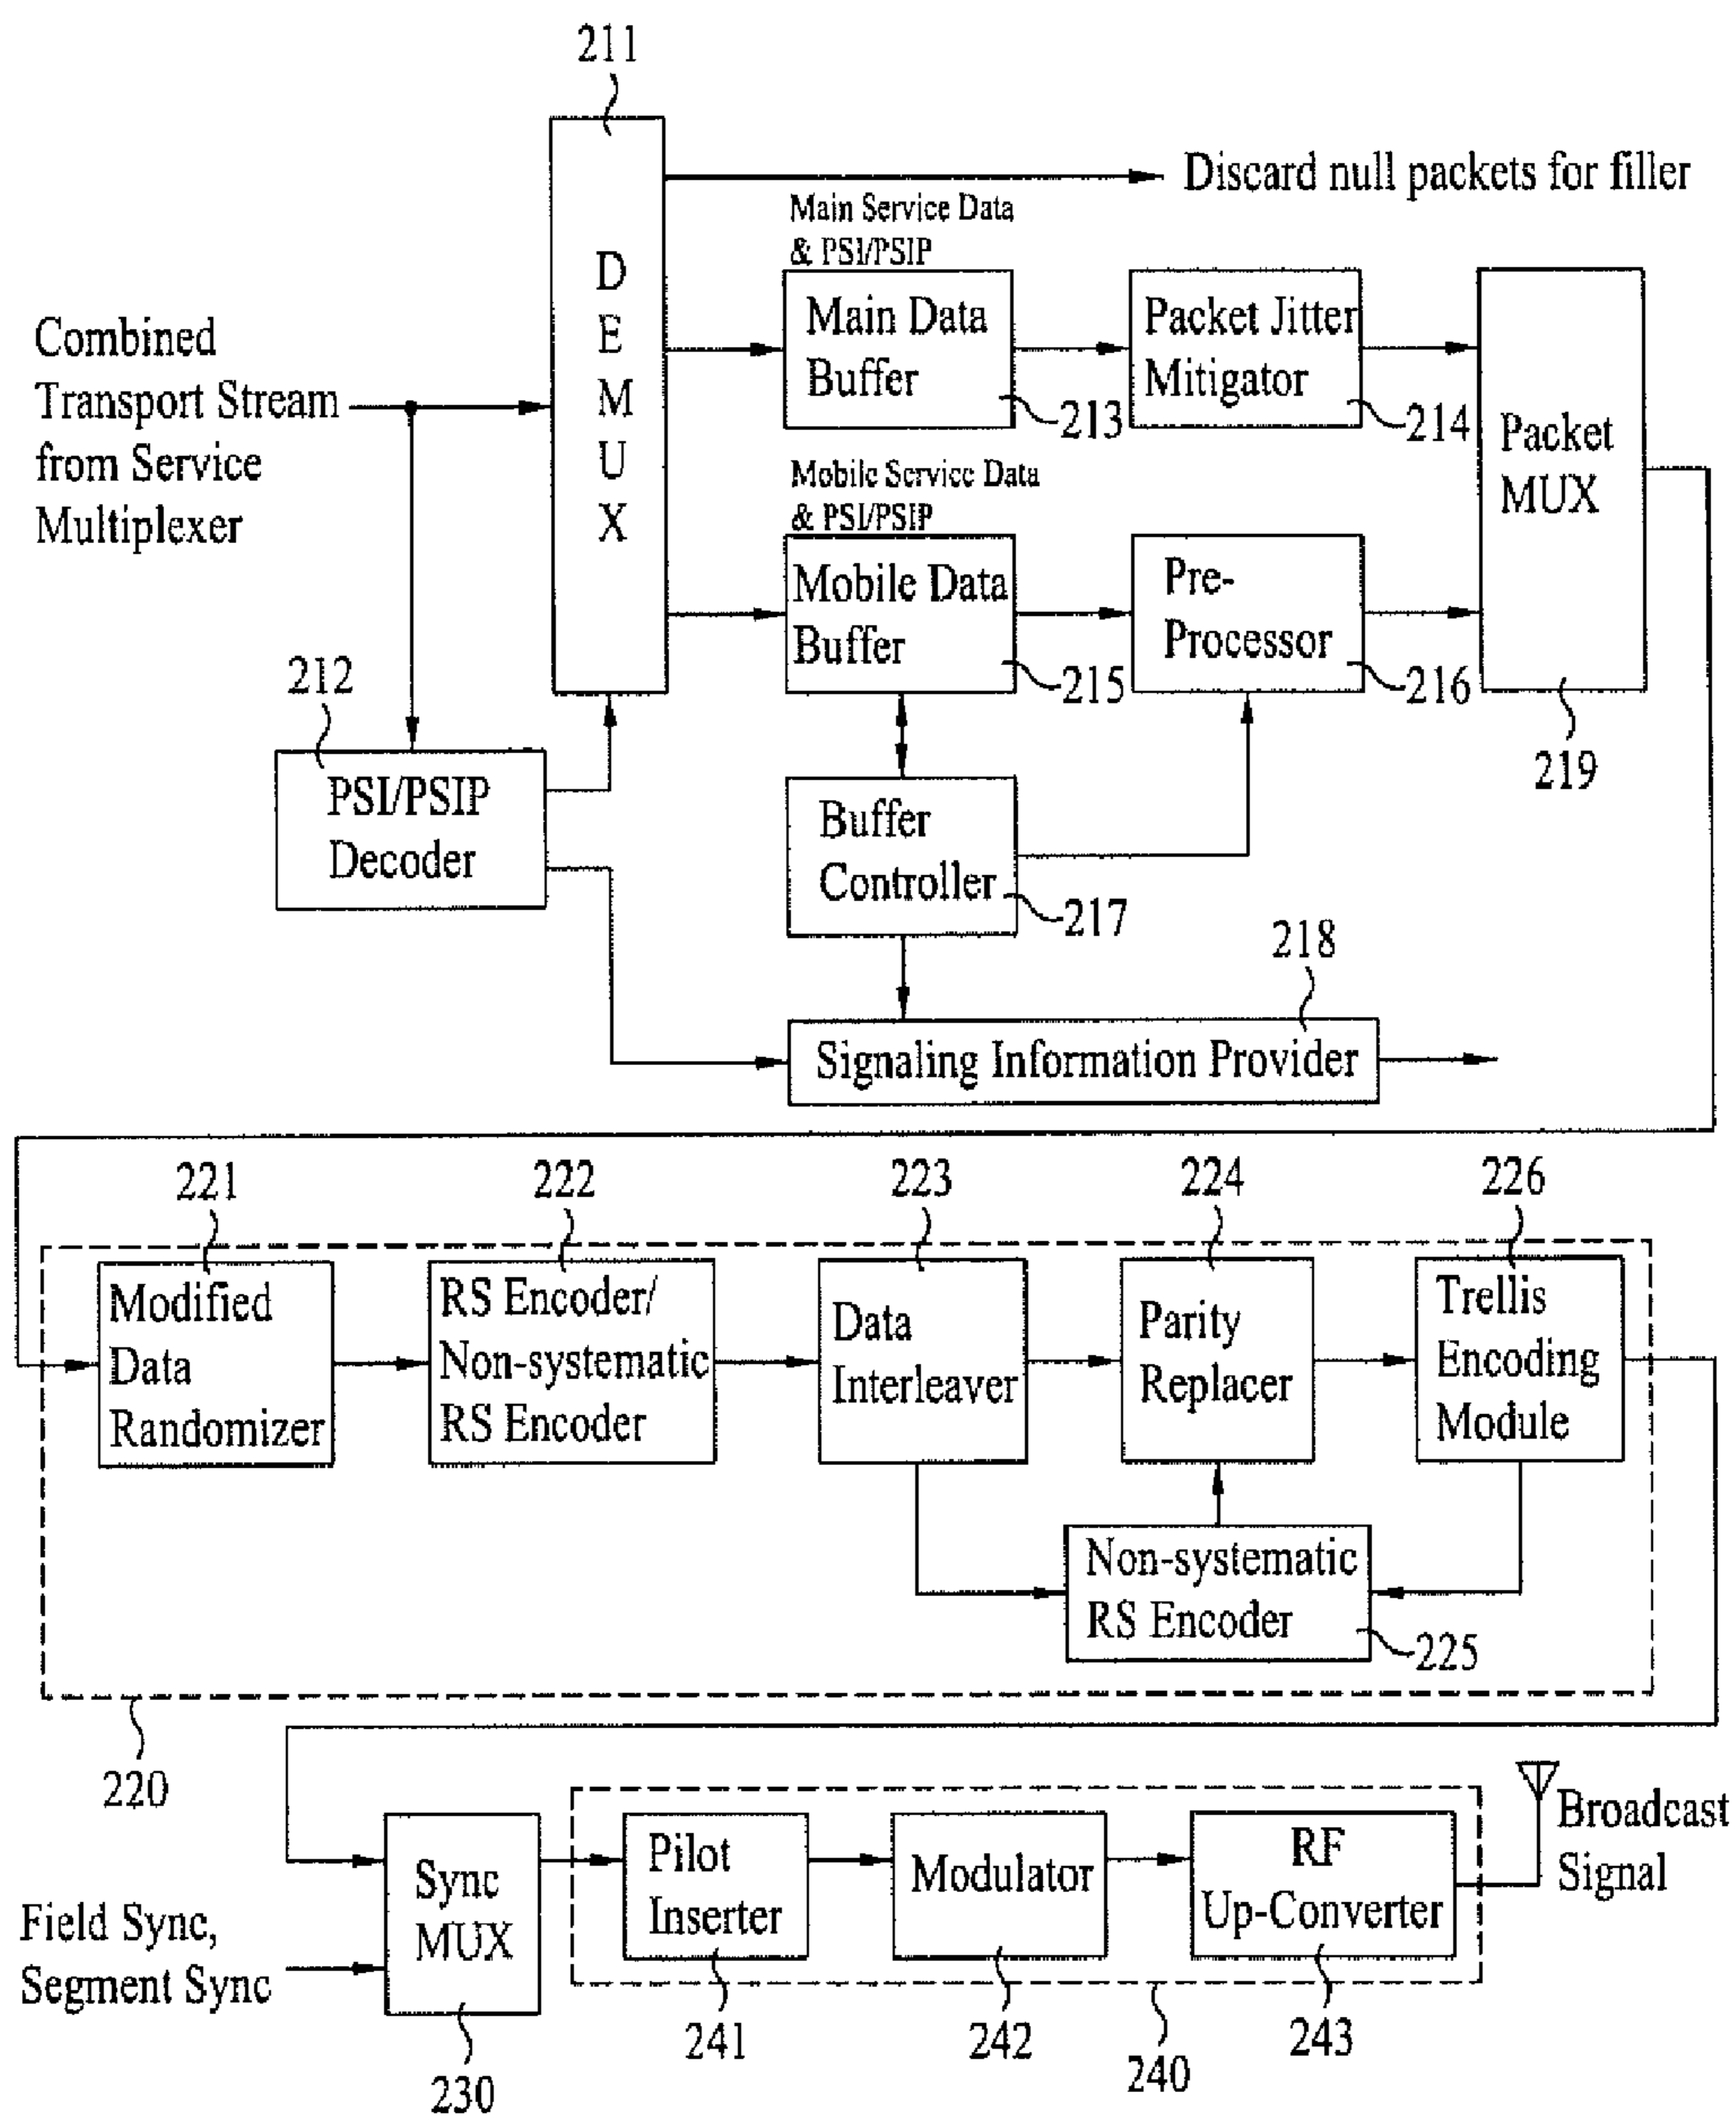 211
Discard null packets for filler
Main Service Data
& PSI/PSIP
D
E
M
U
X
Combined
Transport Stream
from Service
Multiplexer
Main Data
Buffer
213
Packet Jitter
Mitigator
214
Packet
MUX
Mobile Service Data
& PSI/PSIP
Mobile Data
Buffer
215
Pre-
Processor
216
219
212
PSI/PSIP
Decoder
Buffer
Controller
217
218
Signaling Information Provider
221
222
223
224
226
Modified
Data
Randomizer
RS Encoder/
Non-systematic
RS Encoder
Data
Interleaver
Parity
Replacer
Trellis
Encoding
Module
Non-systematic
RS Encoder
225
220
Broadcast
Signal
Sync
MUX
Pilot
Inserter
Modulator
RF
Up-Converter
Field Sync,
Segment Sync
230
241
242
240
243